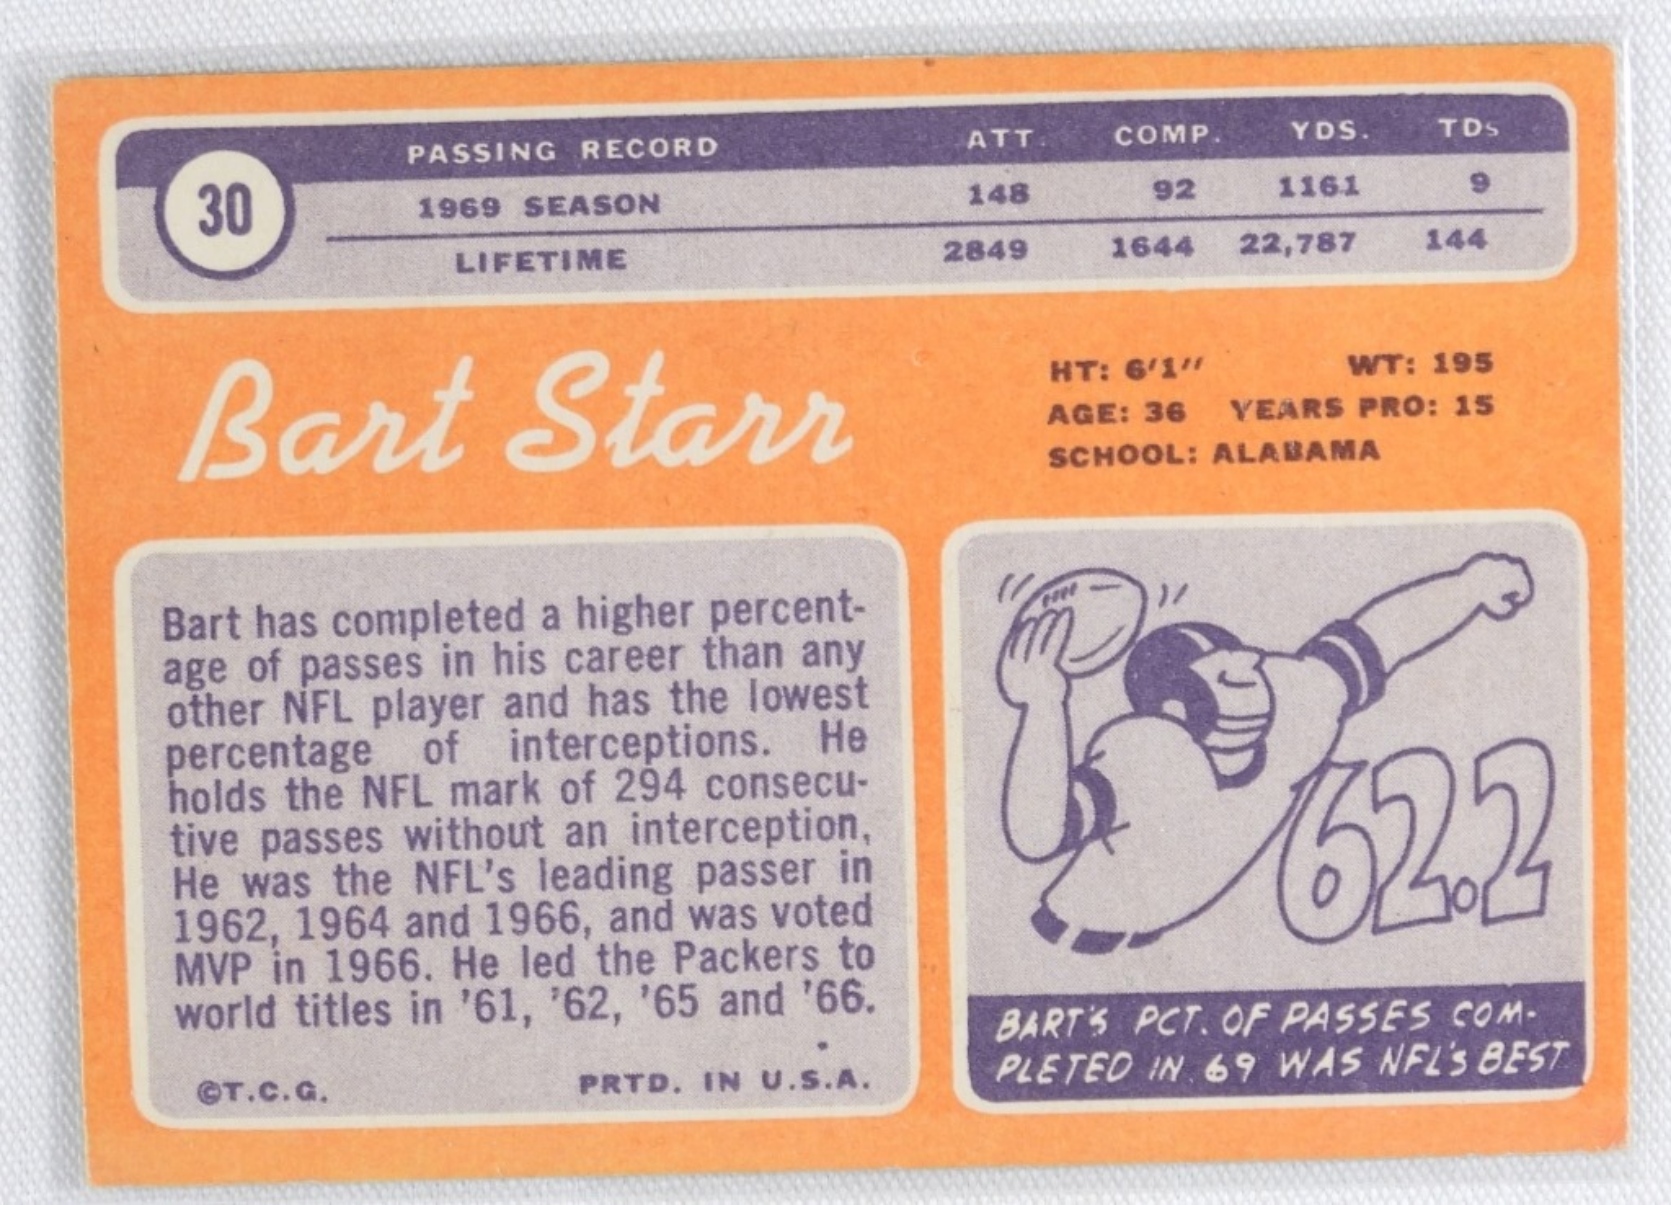 30
PASSING RECORD ATT. COMP. YDS. TDs
1969 SEASON 148 92 1161 9
LIFETIME 2849 1644 22,787 144
Bart Starr
HT: 6'1" WT: 195
AGE: 36 YEARS PRO: 15
SCHOOL: ALABAMA
Bart has completed a higher percent-
age of passes in his career than any
other NFL player and has the lowest
percentage of interceptions. He
holds the NFL mark of 294 consecu-
tive passes without an interception.
He was the NFL's leading passer in
1962, 1964 and 1966, and was voted
MVP in 1966. He led the Packers to
world titles in '61, '62, '65 and '66.
©T.C.G. PRTD. IN U.S.A.
62.2
BART'S PCT. OF PASSES COM-
PLETED IN 69 WAS NFL'S BEST